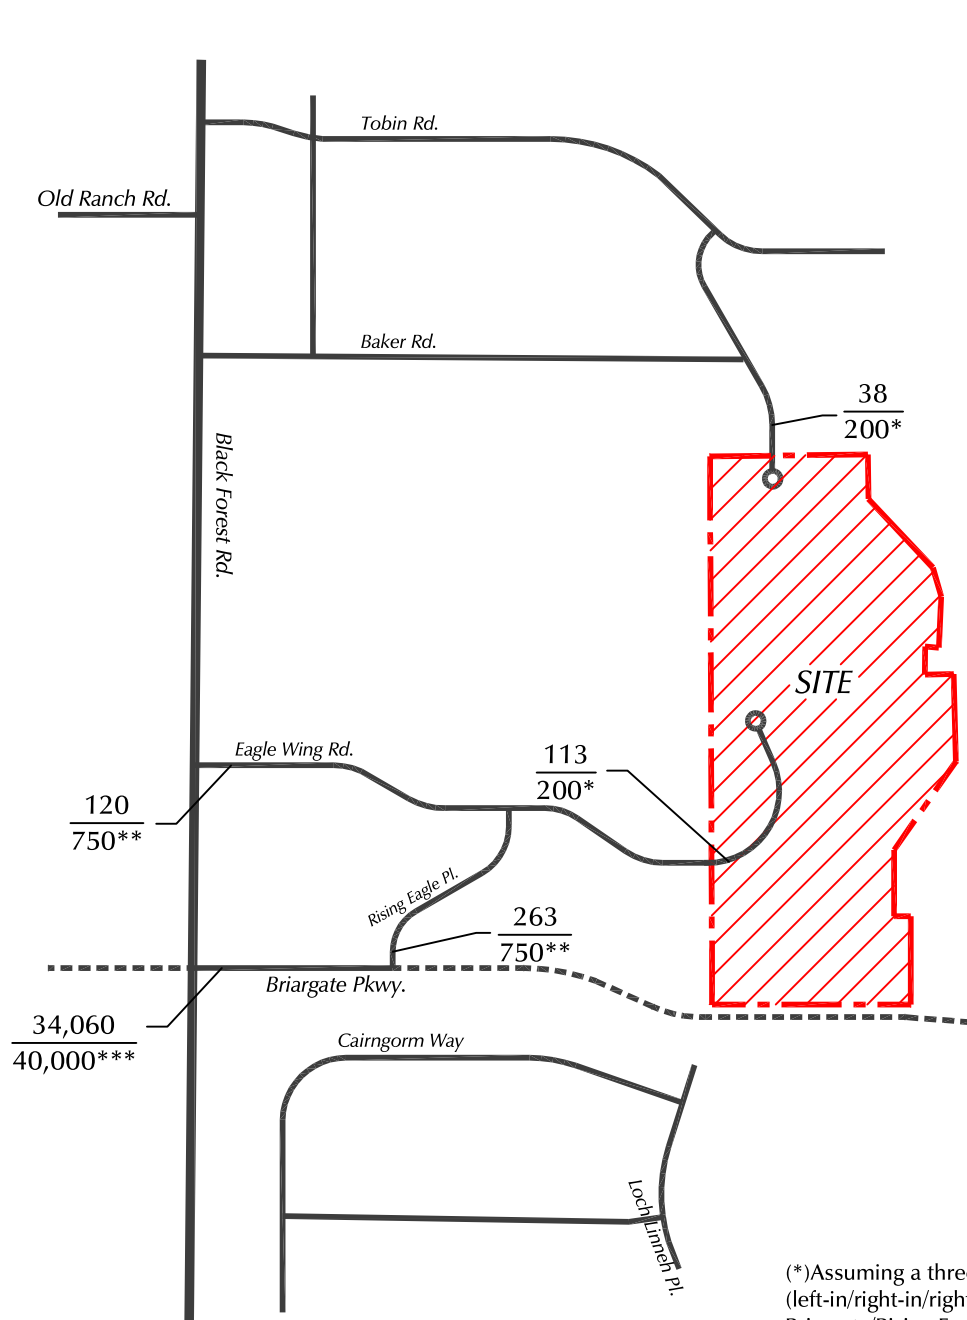 Tobin Rd.
Old Ranch Rd.
Baker Rd.
38
200*
Black Forest Rd.
SITE
Eagle Wing Rd.
113
200*
120
750**
Rising Eagle Pl.
263
750**
Briargate Pkwy.
34,060
40,000***
Cairngorm Way
Loch Linneh Pl.
(*)Assuming a thre
(left-in/right-in/right